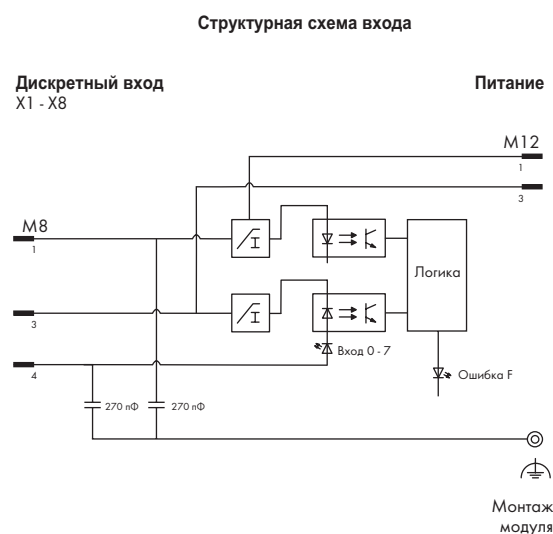 Структурная схема входа
Дискретный вход
X1 - X8
Питание
M12
1
3
M8
1
Логика
3
Вход 0 - 7
4
Ошибка F
270 пФ
270 пФ
Монтаж
модуля